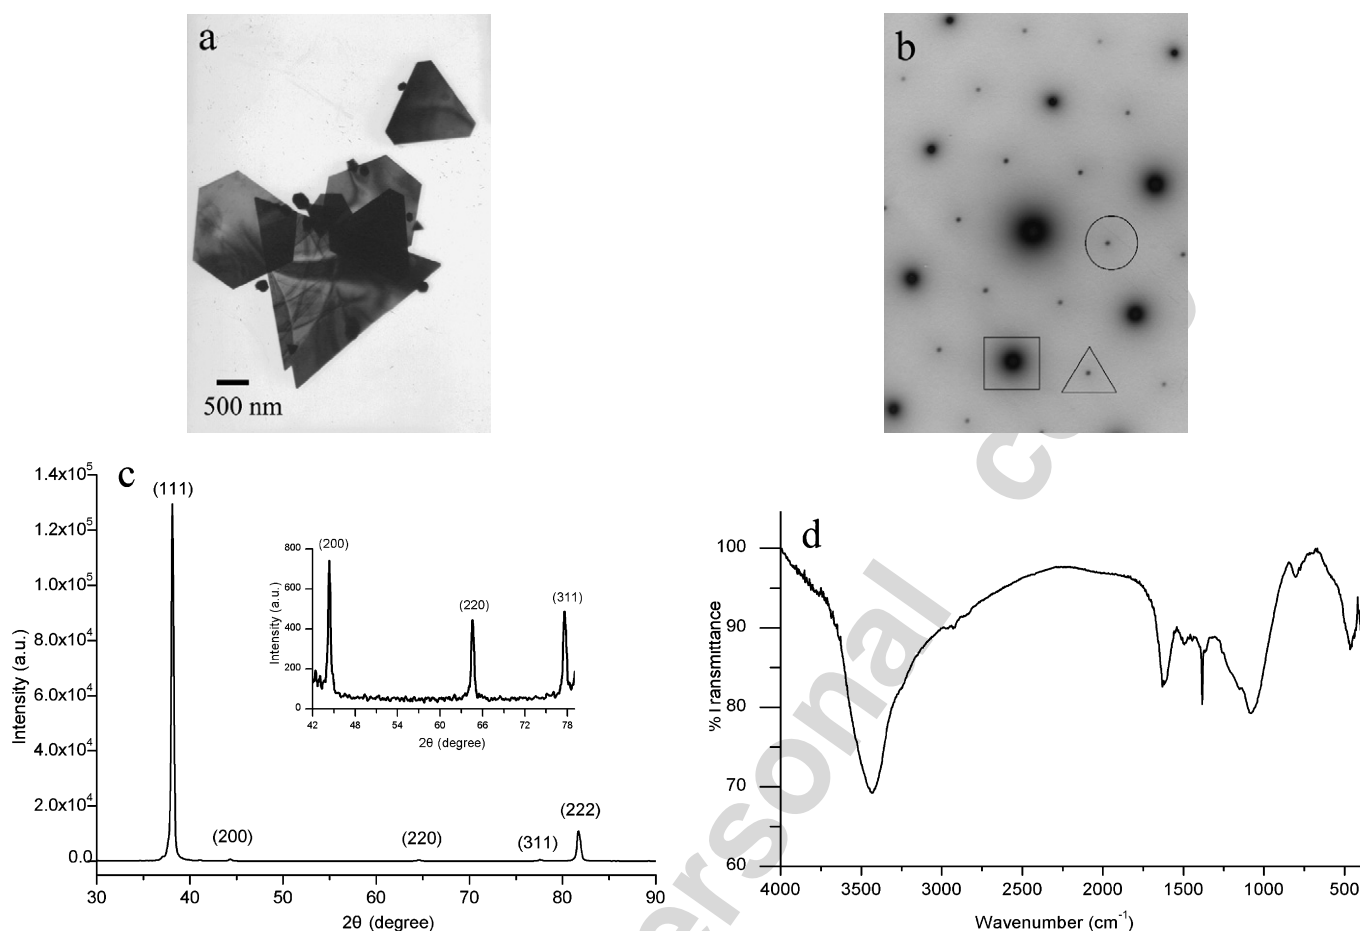 a
500 nm
b
c
Intensity (a.u.)
1.4x10⁵
1.2x10⁵
1.0x10⁵
8.0x10⁴
6.0x10⁴
4.0x10⁴
2.0x10⁴
0.0
(111)
(200)
(220)
(311)
(222)
30 40 50 60 70 80 90
2θ (degree)
Intensity (a.u.)
800
600
400
200
0
(200)
(220)
(311)
42 48 54 60 66 72 78
2θ (degree)
d
%Transmittance
100
90
80
70
60
4000 3500 3000 2500 2000 1500 1000 500
Wavenumber (cm⁻¹)
ersonal